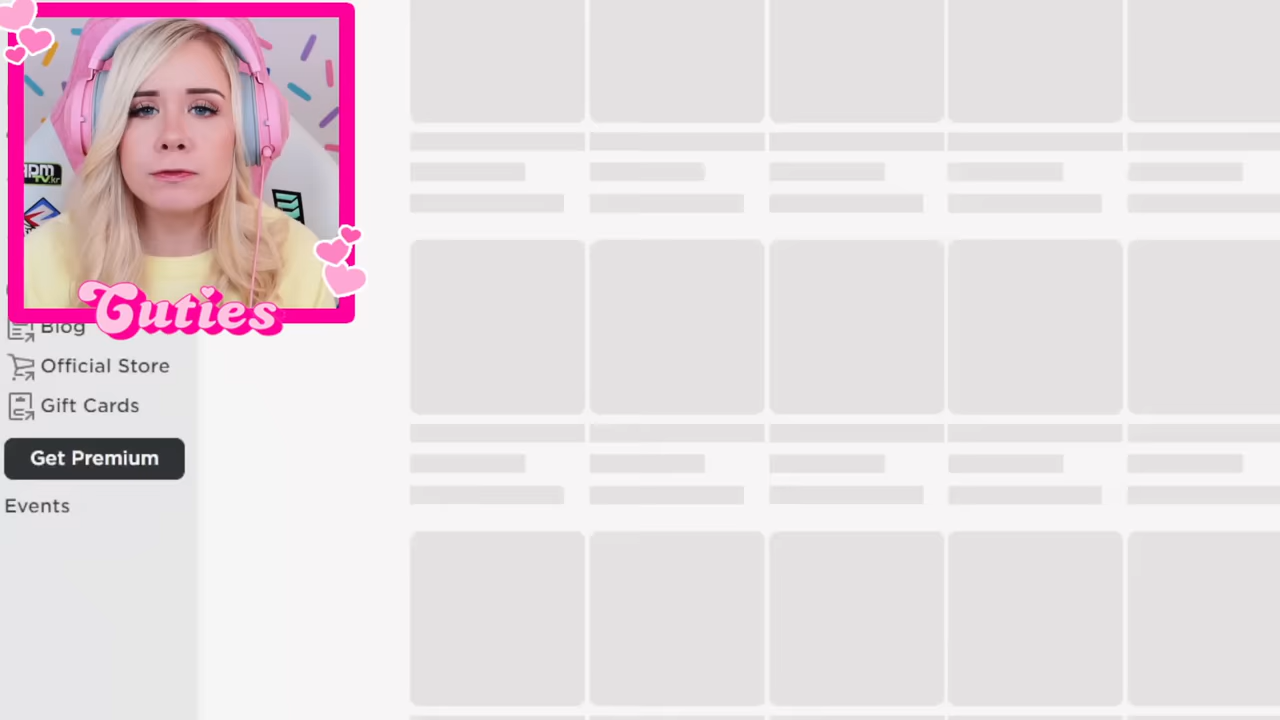 Cuties
Blog
Official Store
Gift Cards
Get Premium
Events